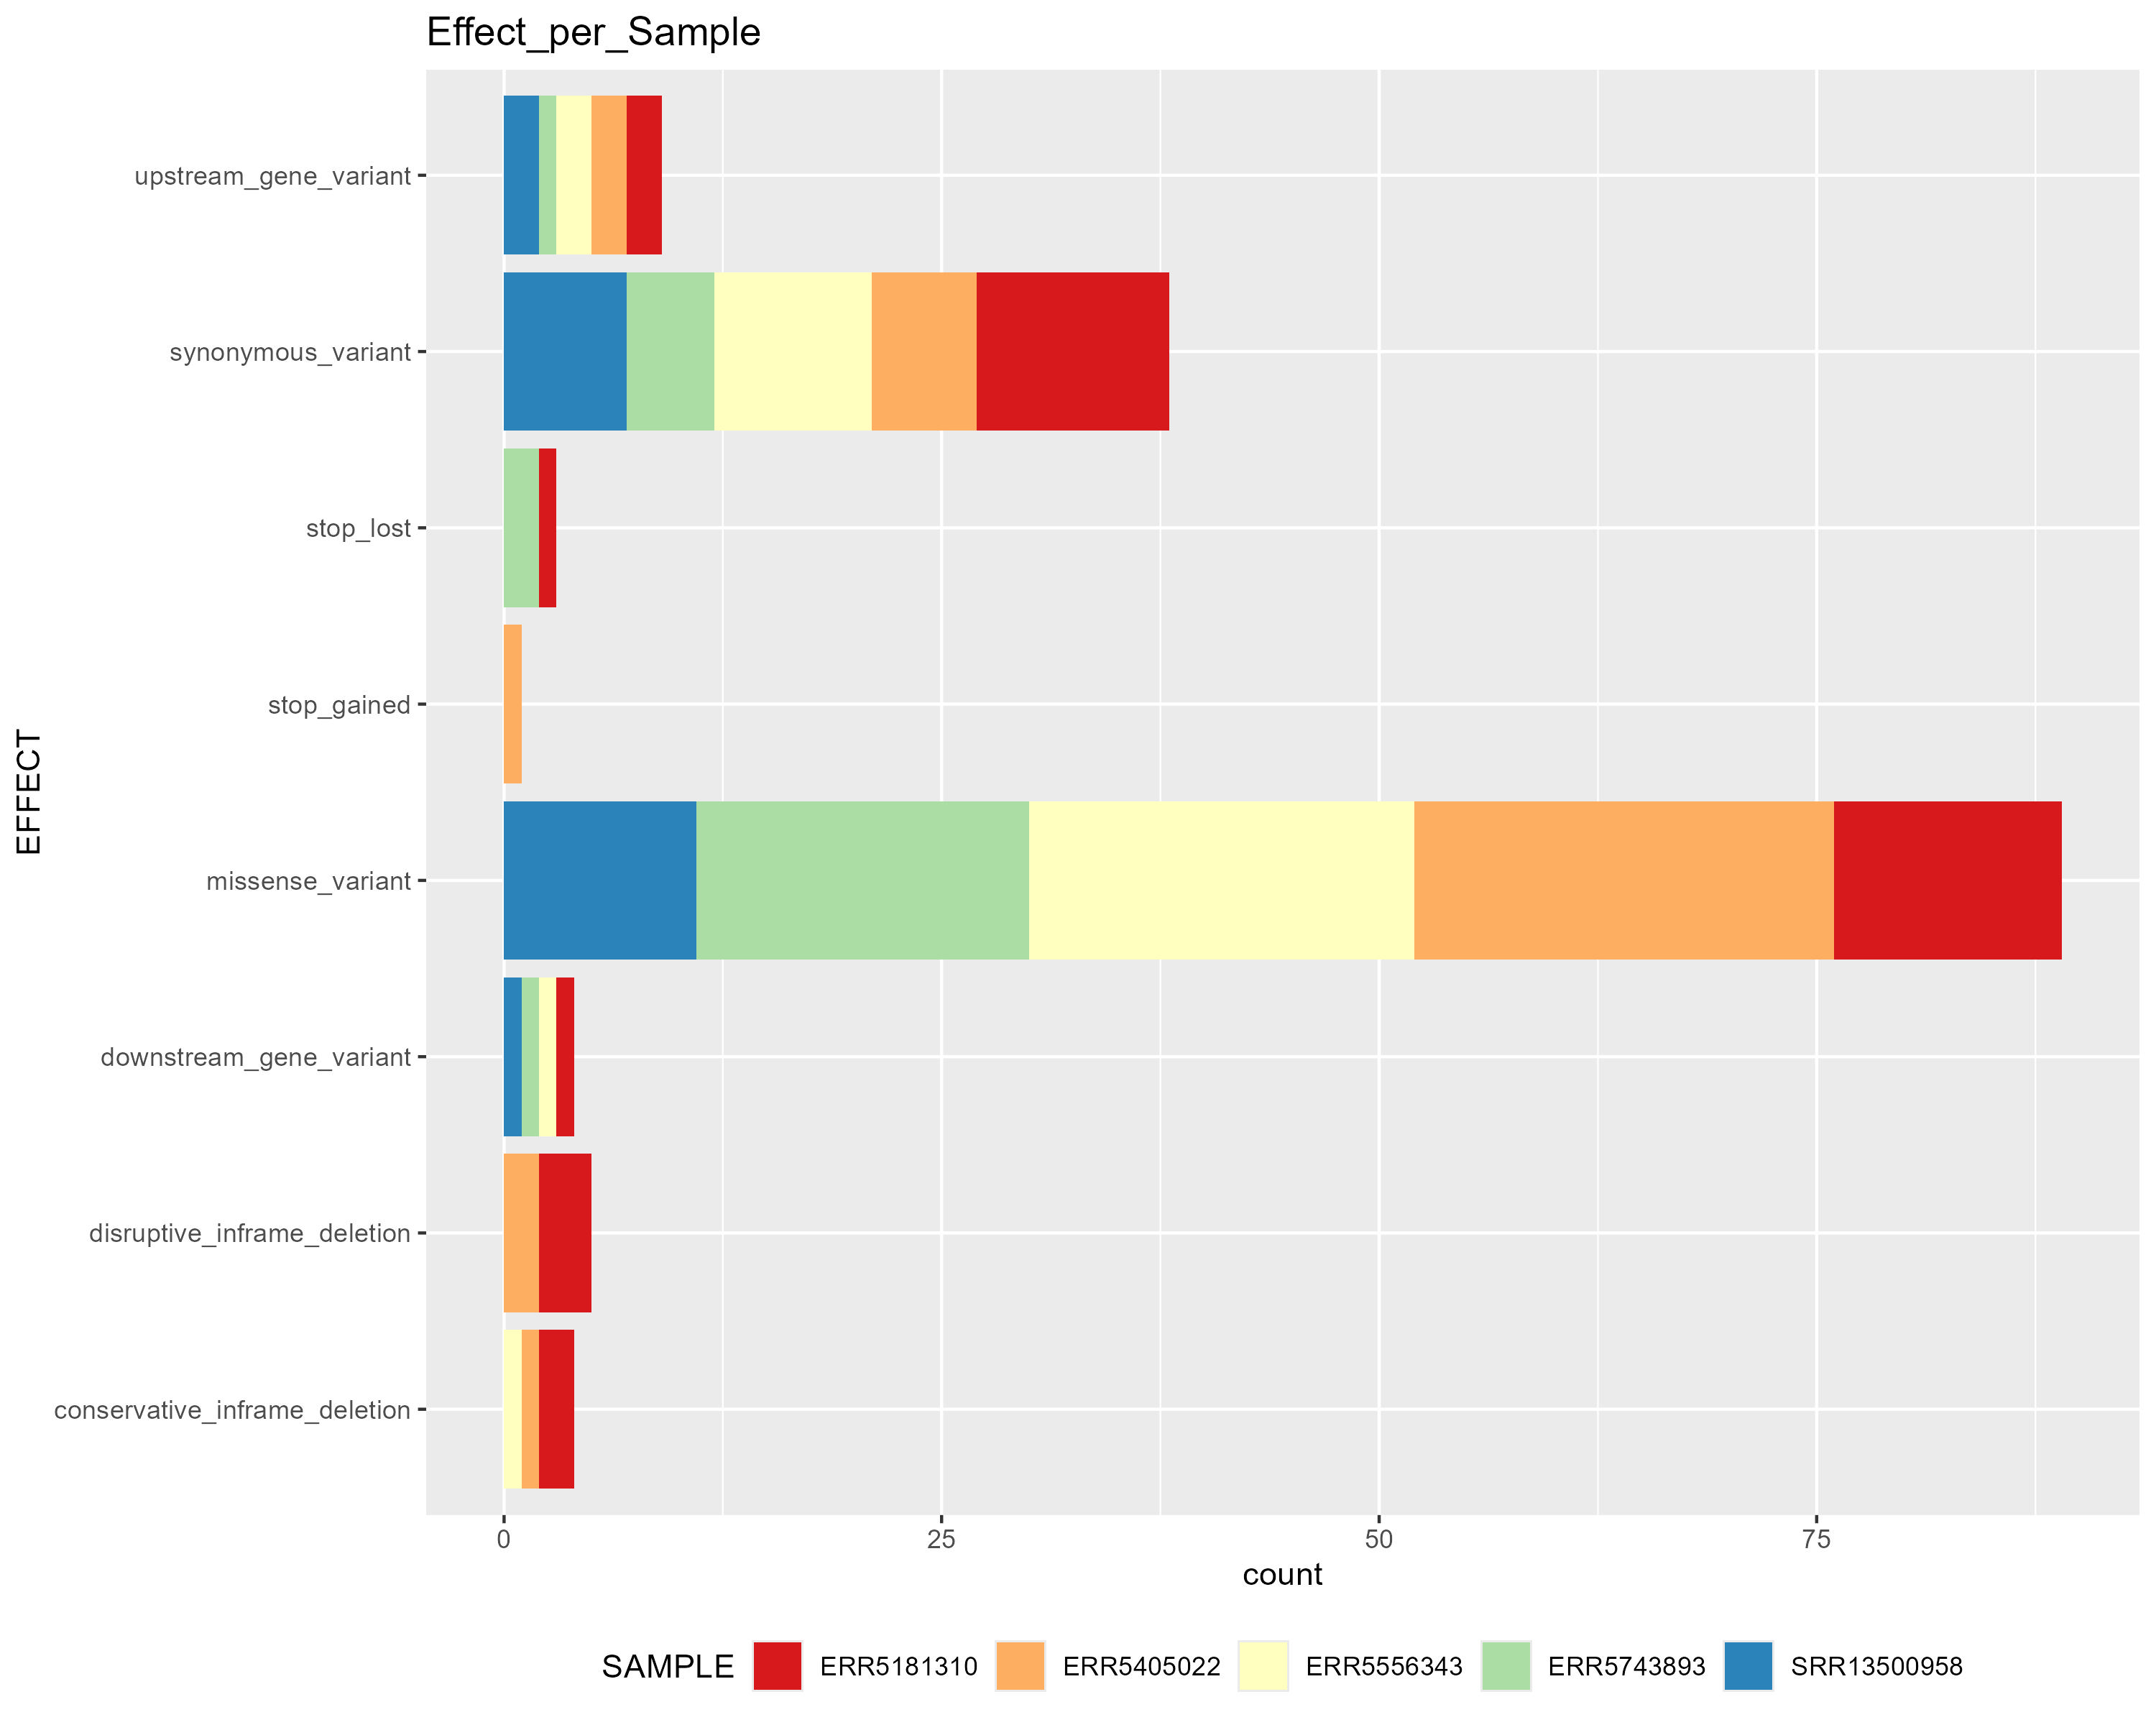 Effect_per_Sample
EFFECT
upstream_gene_variant
synonymous_variant
stop_lost
stop_gained
missense_variant
downstream_gene_variant
disruptive_inframe_deletion
conservative_inframe_deletion
0 25 50 75
count
SAMPLE ERR5181310 ERR5405022 ERR5556343 ERR5743893 SRR13500958